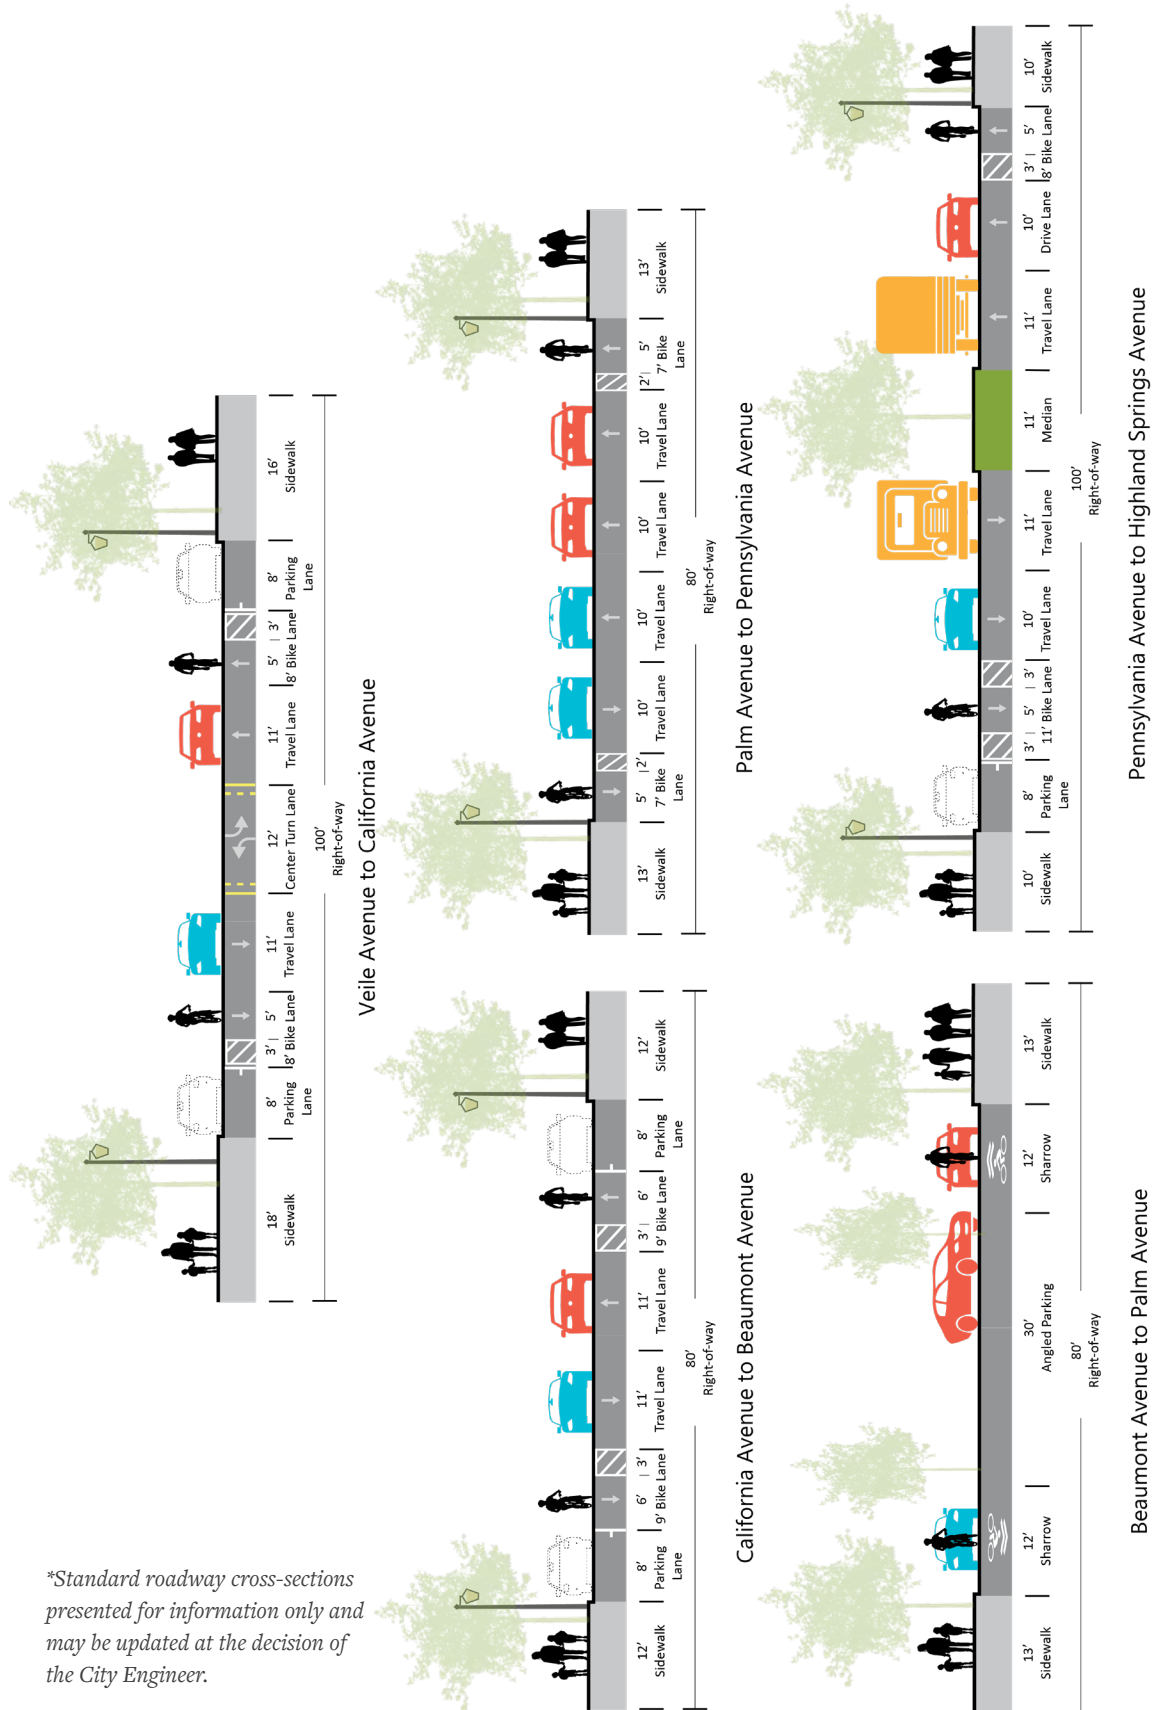 18’
Sidewalk
8’
Parking
Lane
3’
5’
8’ Bike Lane
11’
Travel Lane
12’
Center Turn Lane
11’
Travel Lane
5’
3’
8’ Bike Lane
8’
Parking
Lane
16’
Sidewalk
100’
Right-of-way
Veile Avenue to California Avenue
12’
Sidewalk
8’
Parking
Lane
6’
3’
9’ Bike Lane
11’
Travel Lane
11’
Travel Lane
3’
6’
9’ Bike Lane
8’
Parking
Lane
12’
Sidewalk
80’
Right-of-way
California Avenue to Beaumont Avenue
13’
Sidewalk
5’
2’
7’ Bike
Lane
10’
Travel Lane
10’
Travel Lane
10’
Travel Lane
10’
Travel Lane
2’
5’
7’ Bike
Lane
13’
Sidewalk
80’
Right-of-way
Palm Avenue to Pennsylvania Avenue
13’
Sidewalk
12’
Sharrow
30’
Angled Parking
12’
Sharrow
13’
Sidewalk
80’
Right-of-way
Beaumont Avenue to Palm Avenue
10’
Sidewalk
8’
Parking
Lane
3’
5’
3’
11’ Bike Lane
10’
Travel Lane
11’
Travel Lane
11’
Median
11’
Travel Lane
10’
Drive Lane
3’
5’
8’ Bike Lane
10’
Sidewalk
100’
Right-of-way
Pennsylvania Avenue to Highland Springs Avenue
*Standard roadway cross-sections
presented for information only and
may be updated at the decision of
the City Engineer.